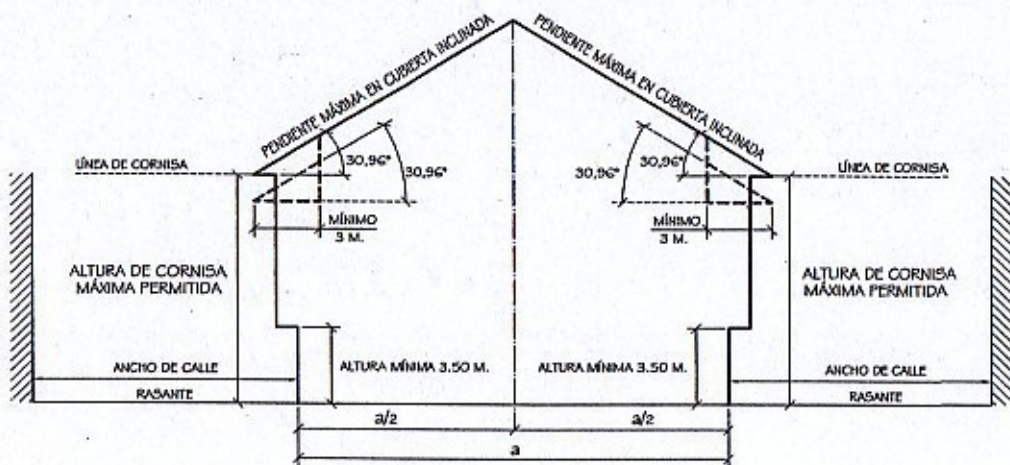 PENDIENTE MÁXIMA EN CUBIERTA INCLINADA
PENDIENTE MÁXIMA EN CUBIERTA INCLINADA
LÍNEA DE CORNISA
30,96°
30,96°
30,96°
30,96°
LÍNEA DE CORNISA
MÍNIMO
3 M.
MÍNIMO
3 M.
ALTURA DE CORNISA
MÁXIMA PERMITIDA
ALTURA DE CORNISA
MÁXIMA PERMITIDA
ANCHO DE CALLE
ALTURA MÍNIMA 3.50 M.
ALTURA MÍNIMA 3.50 M.
ANCHO DE CALLE
RASANTE
RASANTE
a/2
a/2
a